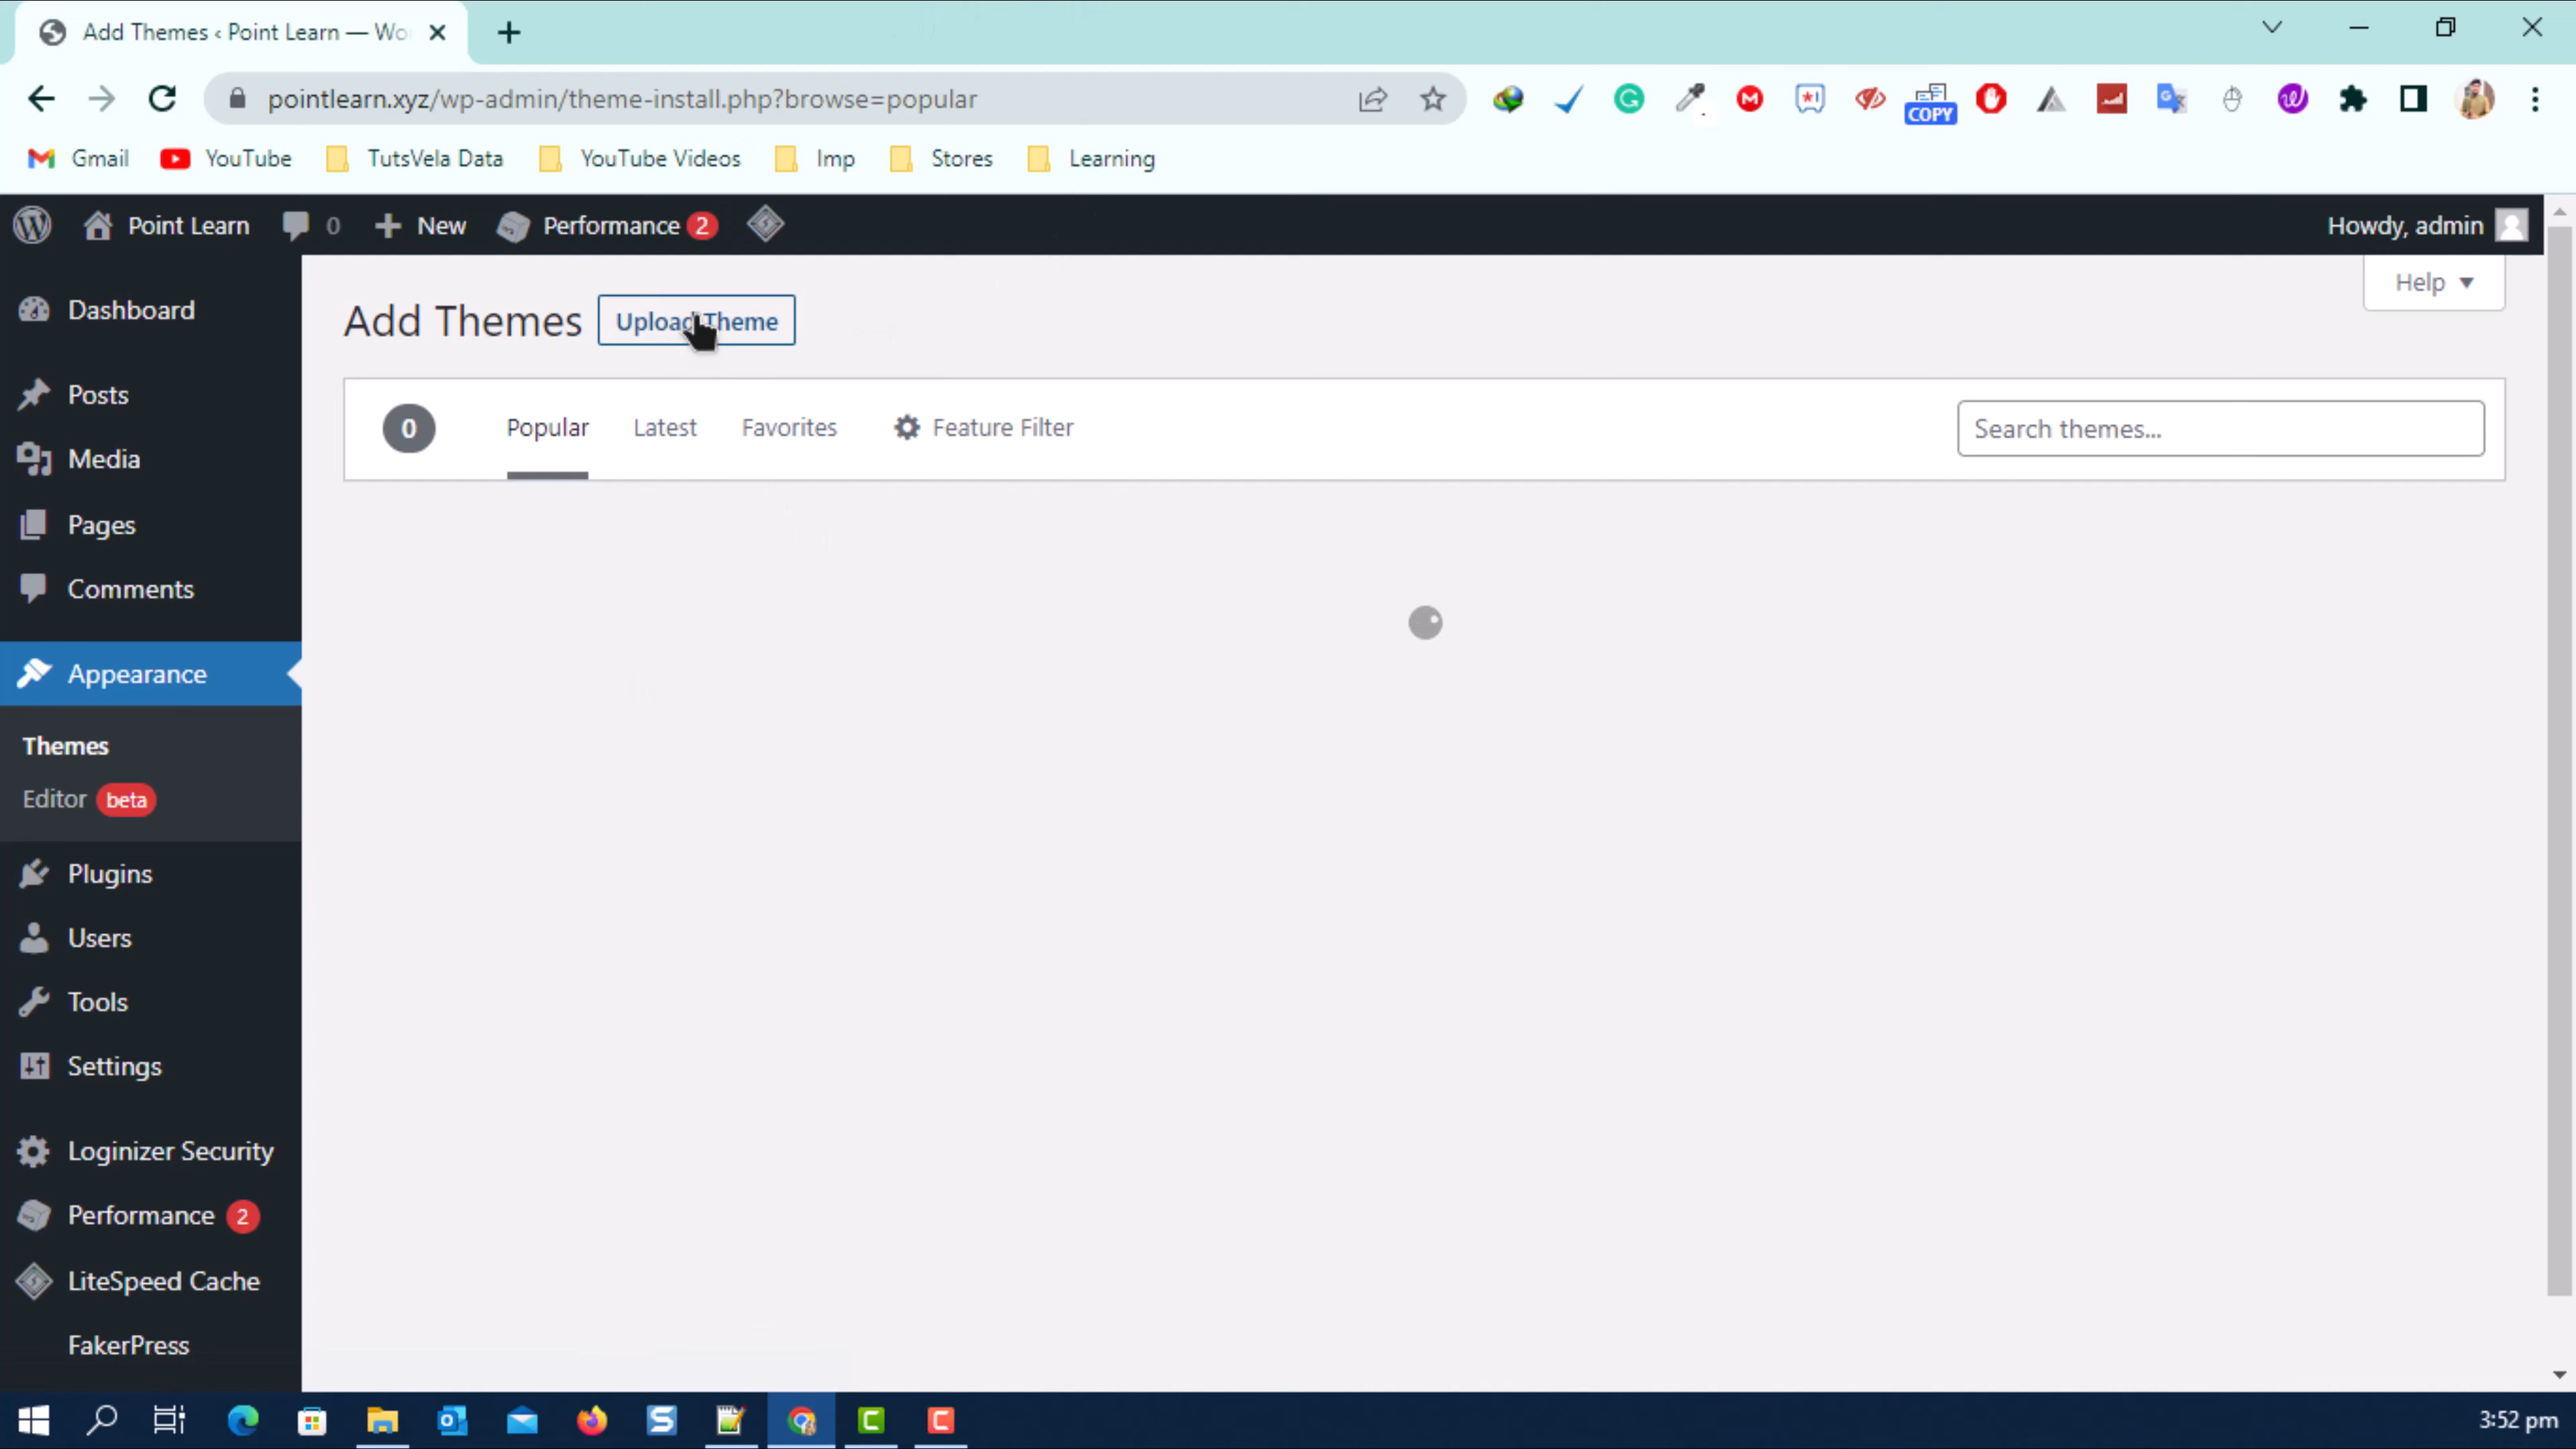 Add Themes ‹ Point Learn — Wo
pointlearn.xyz/wp-admin/theme-install.php?browse=popular
COPY
Gmail YouTube TutsVela Data YouTube Videos Imp Stores Learning
Point Learn 0 New Performance 2 Howdy, admin
Help
Add Themes Upload Theme
0 Popular Latest Favorites Feature Filter Search themes...
Dashboard
Posts
Media
Pages
Comments
Appearance
Themes
Editor beta
Plugins
Users
Tools
Settings
Loginizer Security
Performance 2
LiteSpeed Cache
FakerPress
3:52 pm